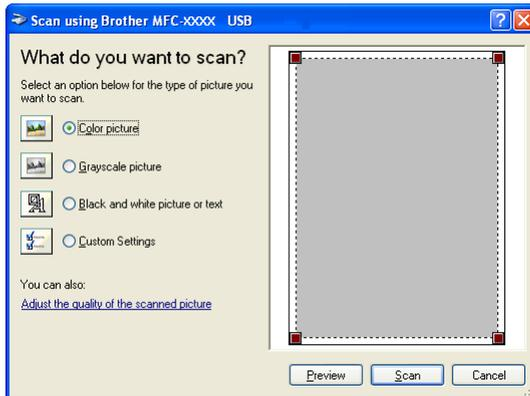 Scan using Brother MFC-XXXX USB
What do you want to scan?
Select an option below for the type of picture you
want to scan.
Color picture
Grayscale picture
Black and white picture or text
Custom Settings
You can also:
Adjust the quality of the scanned picture
Preview
Scan
Cancel